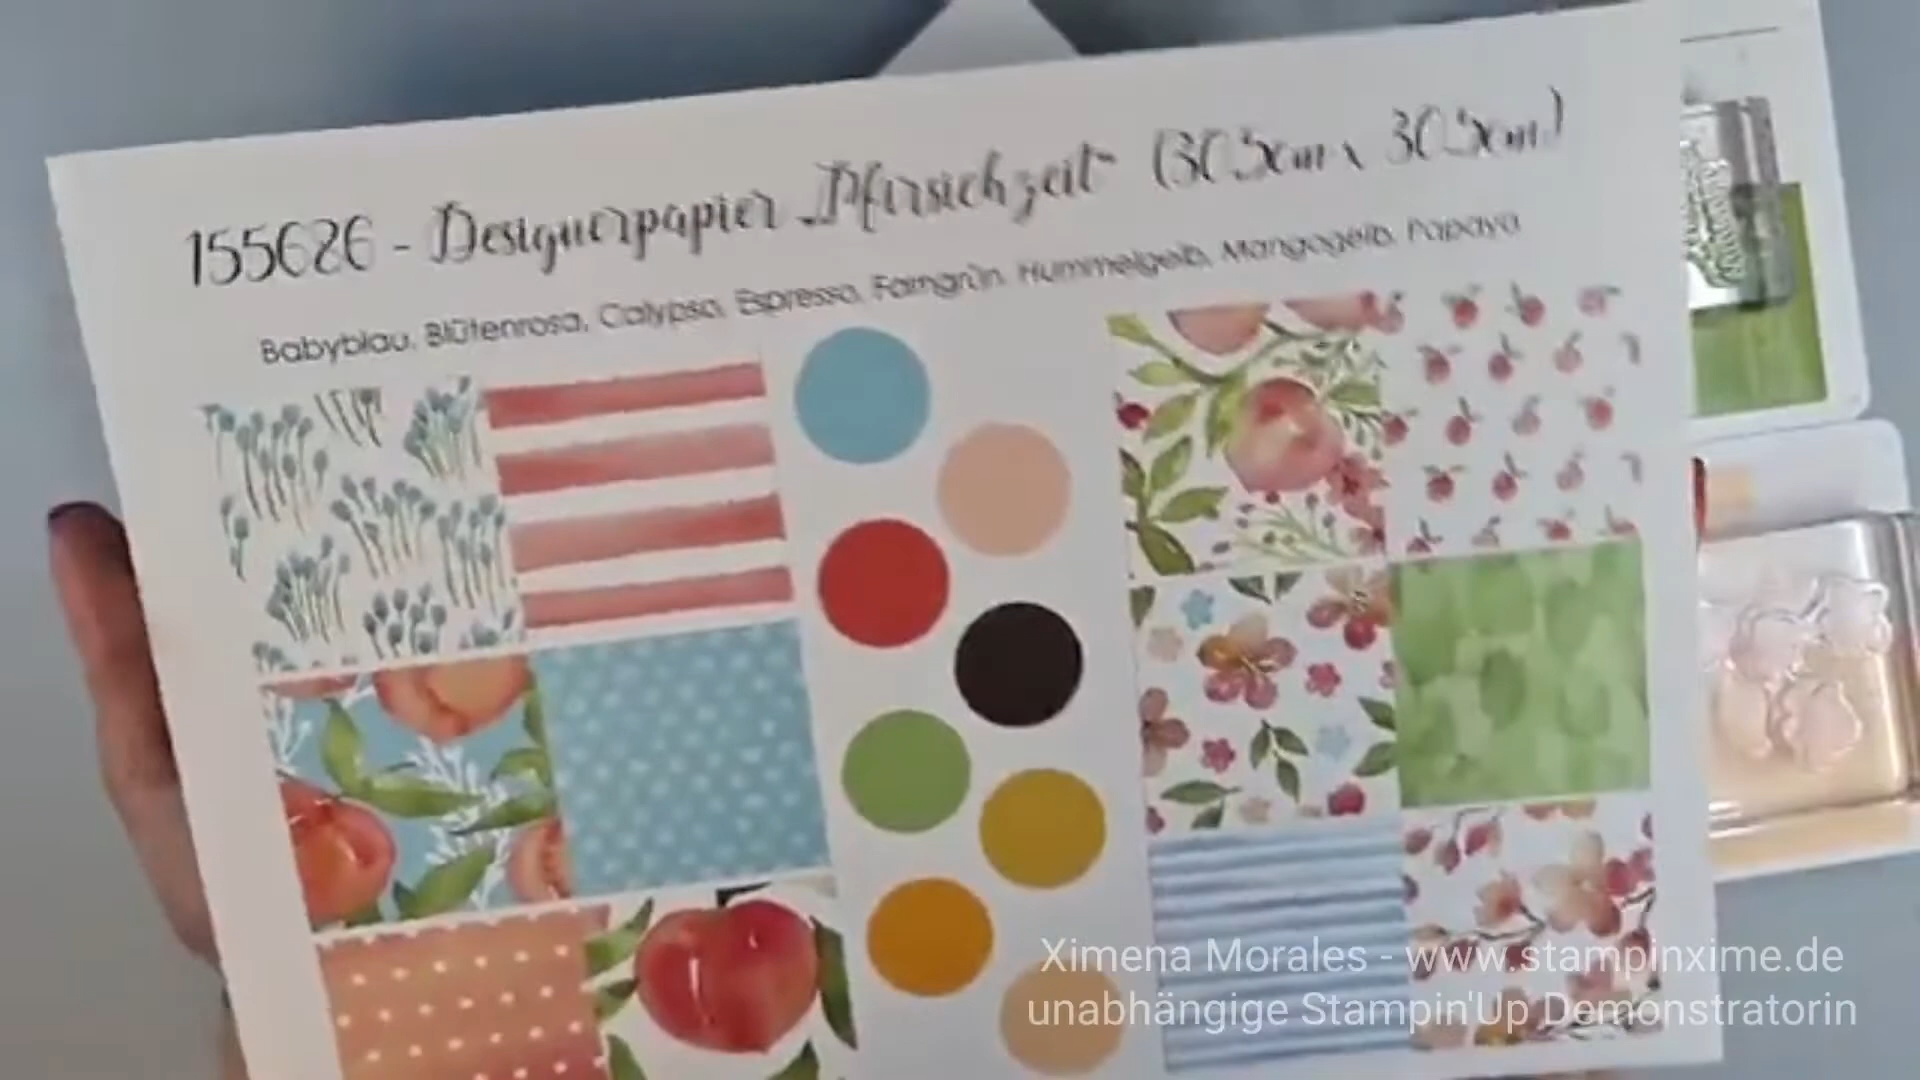 155626 - Designerpapier „Pfirsichzeit“ (30,5cm x 30,5cm)
Babyblau, Blütenrosa, Calypso, Espresso, Farngrün, Hummelgelb, Mangogelb, Papaya
Ximena Morales - www.stampinxime.de
unabhängige Stampin'Up Demonstratorin